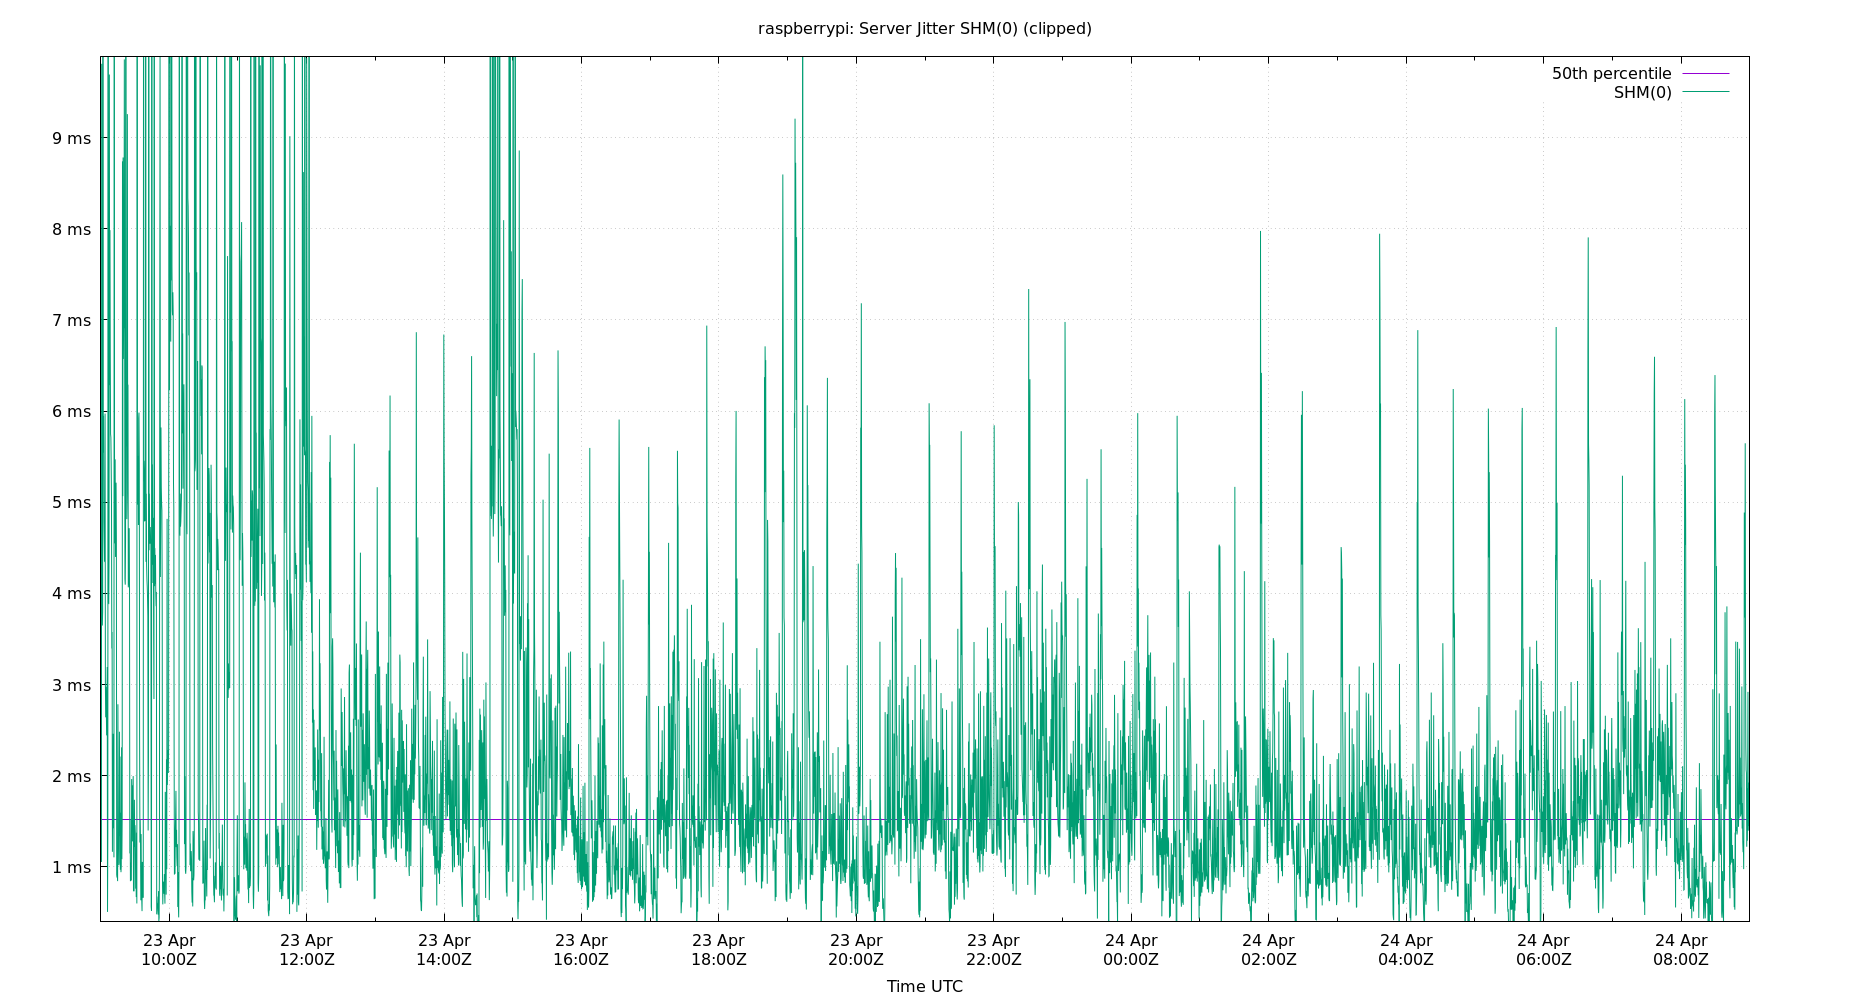 raspberrypi: Server Jitter SHM(0) (clipped)
50th percentile
SHM(0)
9 ms
8 ms
7 ms
6 ms
5 ms
4 ms
3 ms
2 ms
1 ms
23 Apr 23 Apr 23 Apr 23 Apr 23 Apr 23 Apr 23 Apr 24 Apr 24 Apr 24 Apr 24 Apr 24 Apr
10:00Z 12:00Z 14:00Z 16:00Z 18:00Z 20:00Z 22:00Z 00:00Z 02:00Z 04:00Z 06:00Z 08:00Z
Time UTC